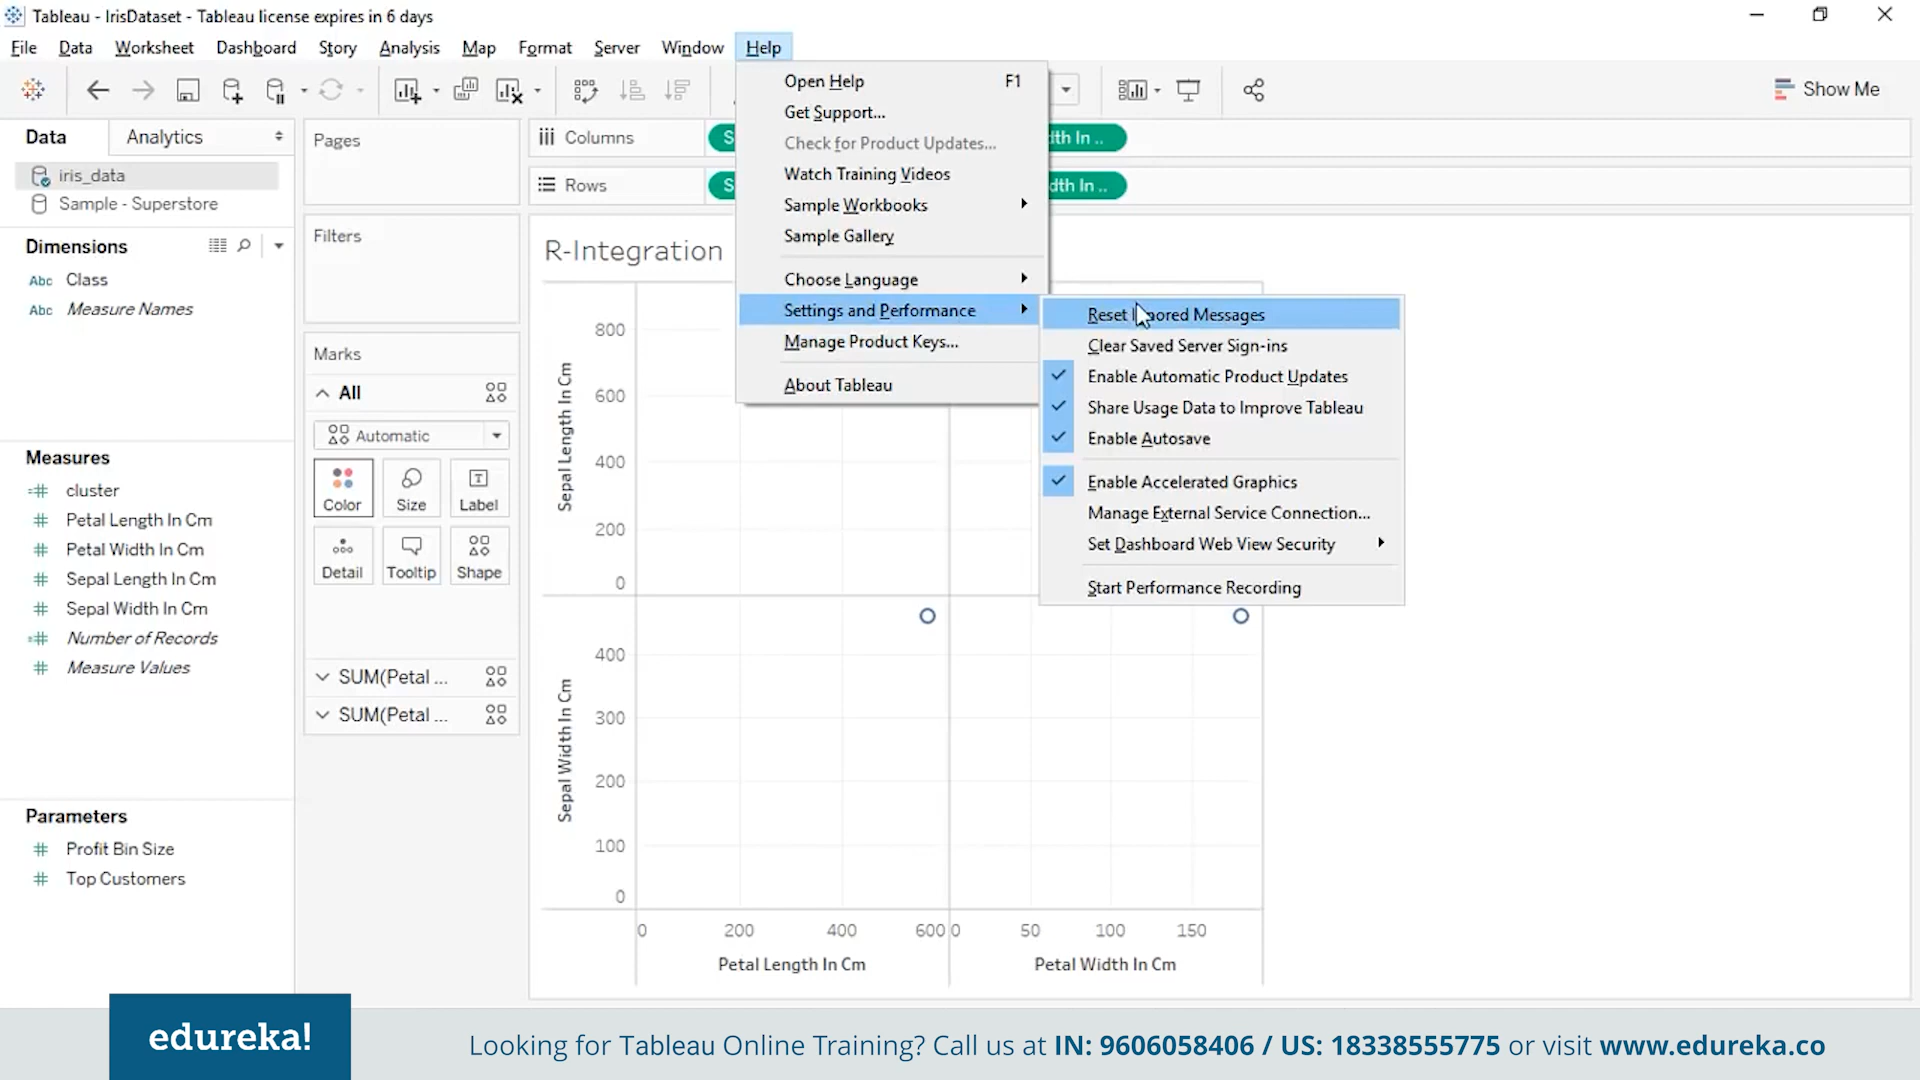 Tableau - IrisDataset - Tableau license expires in 6 days
File Data Worksheet Dashboard Story Analysis Map Format Server Window Help
Show Me
Data
Analytics
iris_data
Sample - Superstore
Dimensions
Abc Class
Abc Measure Names
Measures
cluster
Petal Length In Cm
Petal Width In Cm
Sepal Length In Cm
Sepal Width In Cm
Number of Records
Measure Values
Parameters
Profit Bin Size
Top Customers
Pages
Filters
Marks
All
Automatic
Color Size Label
Detail Tooltip Shape
SUM(Petal ...
SUM(Petal ...
Columns
S
dth In ..
Rows
S
dth In ..
R-Integration
Open Help F1
Get Support...
Check for Product Updates...
Watch Training Videos
Sample Workbooks
Sample Gallery
Choose Language
Settings and Performance
Manage Product Keys...
About Tableau
Reset Ignored Messages
Clear Saved Server Sign-ins
Enable Automatic Product Updates
Share Usage Data to Improve Tableau
Enable Autosave
Enable Accelerated Graphics
Manage External Service Connection...
Set Dashboard Web View Security
Start Performance Recording
Sepal Length In Cm
800
600
400
200
0
Sepal Width In Cm
400
300
200
100
0
0 200 400 600 0 50 100 150
Petal Length In Cm Petal Width In Cm
edureka!
Looking for Tableau Online Training? Call us at IN: 9606058406 / US: 18338555775 or visit www.edureka.co